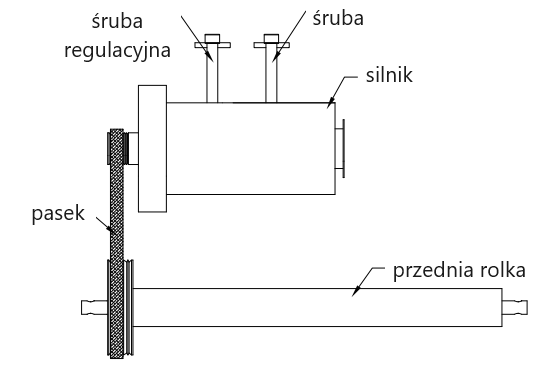 śruba
regulacyjna
śruba
silnik
pasek
przednia rolka